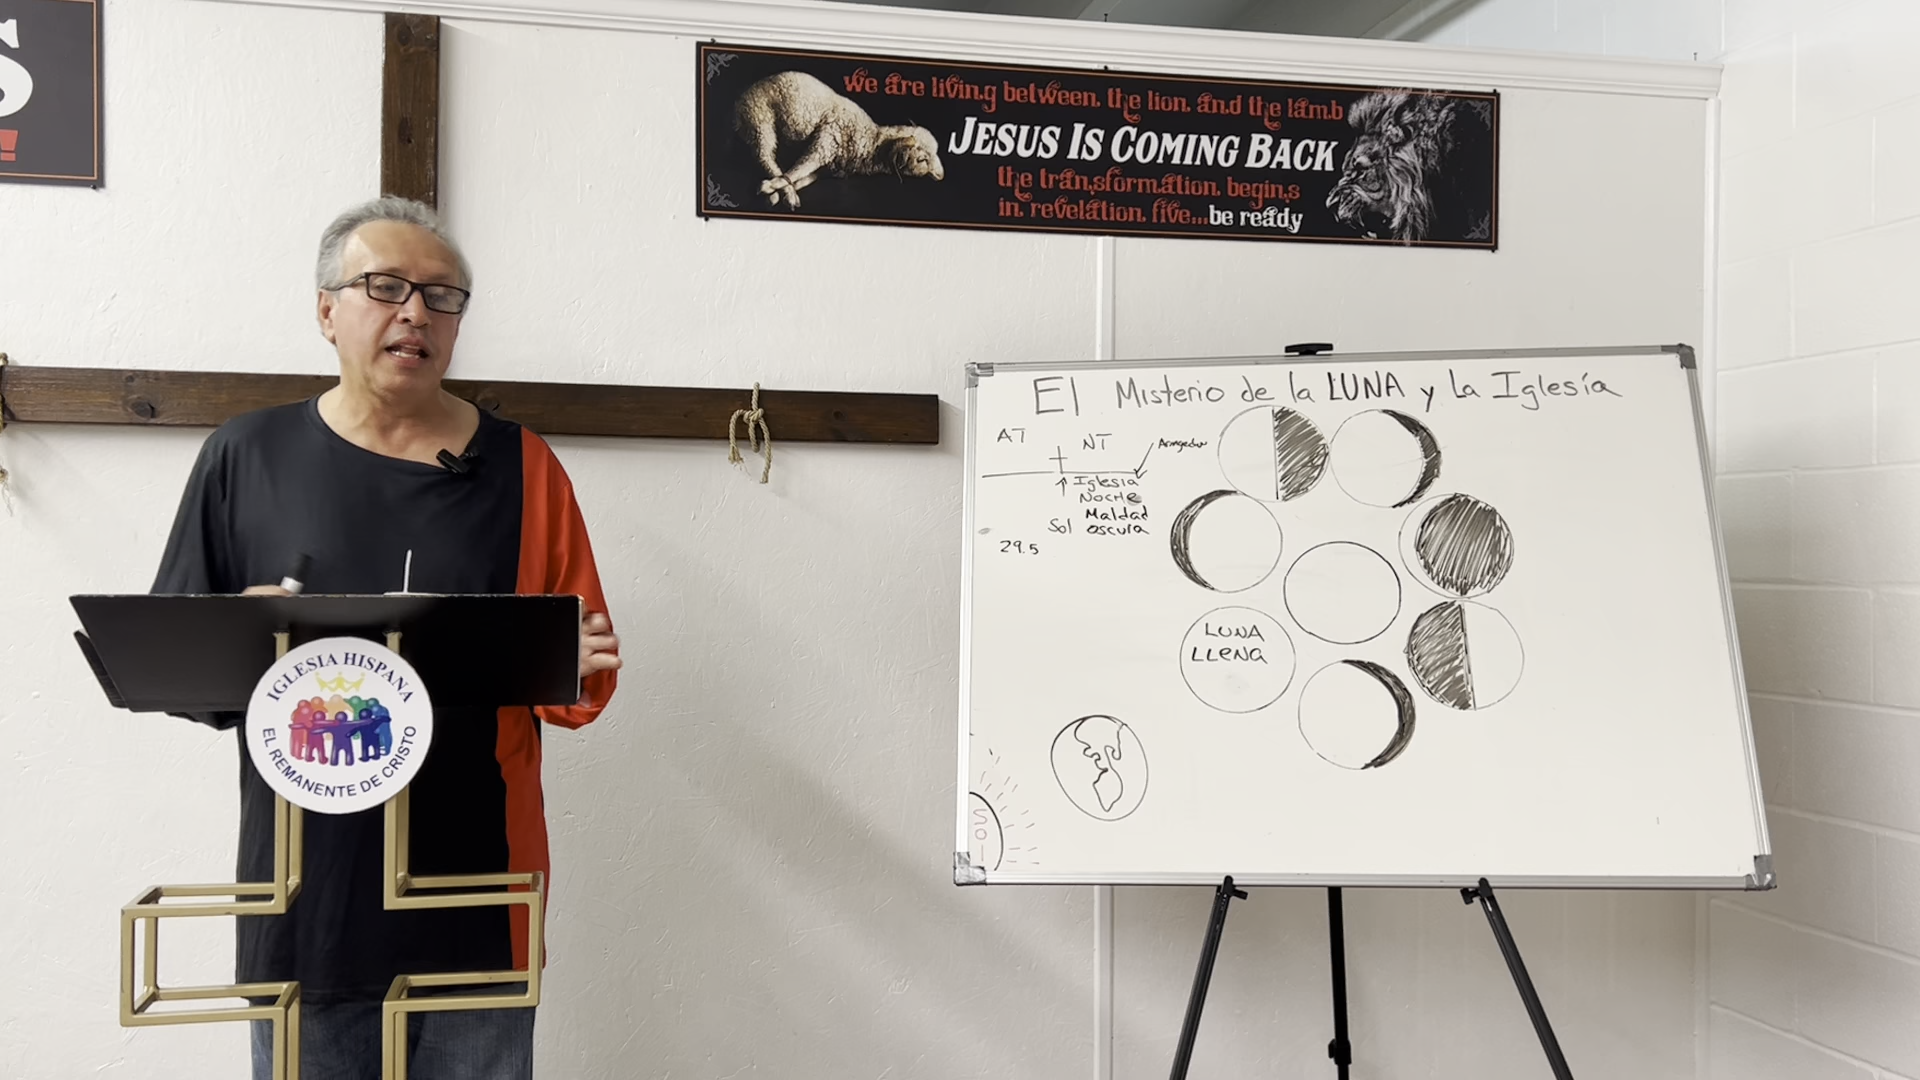 S
!
we are living between the lion and the lamb
JESUS IS COMING BACK
the transformation begins
in revelation five...be ready
El Misterio de la LUNA y La Iglesia
AT
NT
Armagedon
Iglesia
NOCHE
Maldad
Sol oscura
29.5
LUNA
LLENA
SOl
IGLESIA HISPANA
EL REMANENTE DE CRISTO